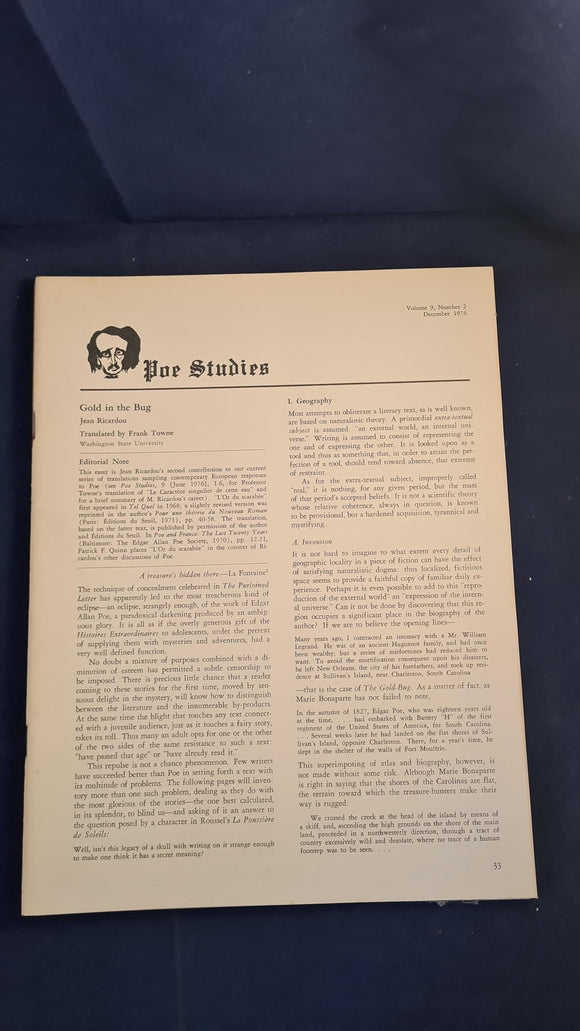 Volume 9, Number 2
December 1976
Poe Studies
Gold in the Bug
Jean Ricardou
Translated by Frank Towne
Washington State University
Editorial Note
This essay is Jean Ricardou's second contribution to our current
series of translations sampling contemporary European responses
to Poe (see Poe Studies, 9 [June 1976], 1-6, for Professor
Towne's translation of "Le Caractère singulier de cette eau" and
for a brief summary of M. Ricardou's career). "L'Or du scarabée"
first appeared in Tel Quel in 1968; a slightly revised version was
reprinted in the author's Pour une théorie du Nouveau Roman
(Paris: Éditions du Seuil, 1971), pp. 40-58. The translation,
based on the latter text, is published by permission of the author
and Éditions du Seuil. In Poe and France: The Last Twenty Years
(Baltimore: The Edgar Allan Poe Society, 1970), pp. 12-21,
Patrick F. Quinn places "L'Or du scarabée" in the context of Ri-
cardou's other discussions of Poe.
A treasure's hidden there.—La Fontaine1
The technique of concealment celebrated in The Purloined
Letter has apparently led to the most treacherous kind of
eclipse—an eclipse, strangely enough, of the work of Edgar
Allan Poe, a paradoxical darkening produced by an ambig-
uous glory. It is all as if the overly generous gift of the
Histoires Extraordinaires to adolescents, under the pretext
of supplying them with mysteries and adventures, had a
very well defined function.
No doubt a mixture of purposes combined with a di-
minution of esteem has permitted a subtle censorship to
be imposed. There is precious little chance that a reader
coming to these stories for the first time, moved by sen-
suous delight in the mystery, will know how to distinguish
between the literature and the innumerable by-products.
At the same time the blight that touches any text connect-
ed with a juvenile audience, just as it touches a fairy story,
takes its toll. Thus many an adult opts for one or the other
of the two sides of the same resistance to such a text:
"have passed that age" or "have already read it."
This repulse is not a chance phenomenon. Few writers
have succeeded better than Poe in setting forth a text with
its multitude of problems. The following pages will inven-
tory more than one such problem, dealing as they do with
the most glorious of the stories—the one best calculated,
in its splendor, to blind us—and asking of it an answer to
the question posed by a character in Roussel's La Poussière
de Soleils:
Well, isn't this legacy of a skull with writing on it strange enough
to make one think it has a secret meaning?
I. Geography
Most attempts to obliterate a literary text, as is well known,
are based on naturalistic theory. A primordial extra-textual
subject is assumed: "an external world, an internal uni-
verse." Writing is assumed to consist of representing the
one and of expressing the other. It is looked upon as a
tool and thus as something that, in order to attain the per-
fection of a tool, should tend toward absence, that extreme
of restraint.
As for the extra-textual subject, improperly called
"real," it is nothing, for any given period, but the mass
of that period's accepted beliefs. It is not a scientific theory
whose relative coherence, always in question, is known
to be provisional, but a hardened acquisition, tyrannical and
mystifying.
A. Invention
It is not hard to imagine to what extent every detail of
geographic locality in a piece of fiction can have the effect
of satisfying naturalistic dogma: thus localized, fictitious
space seems to provide a faithful copy of familiar daily ex-
perience. Perhaps it is even possible to add to this "repro-
duction of the external world" an "expression of the intern-
al universe." Can it not be done by discovering that this re-
gion occupies a significant place in the biography of the
author? If we are to believe the opening lines—
Many years ago, I contracted an intimacy with a Mr. William
Legrand. He was of an ancient Huguenot family, and had once
been wealthy; but a series of misfortunes had reduced him to
want. To avoid the mortification consequent upon his disasters,
he left New Orleans, the city of his forefathers, and took up resi-
dence at Sullivan's Island, near Charleston, South Carolina
—that is the case of The Gold-Bug. As a matter of fact, as
Marie Bonaparte has not failed to note,
In the autumn of 1827, Edgar Poe, who was eighteen years old
at the time, . . . had embarked with Battery "H" of the first
regiment of the United States of America, for South Carolina.
. . . Several weeks later he had landed on the flat shores of Sul-
livan's Island, opposite Charleston. There, for a year's time, he
slept in the shelter of the walls of Fort Moultrie.
This superimposing of atlas and biography, however, is
not made without some risk. Although Marie Bonaparte
is right in saying that the shores of the Carolinas are flat,
the terrain toward which the treasure-hunters make their
way is rugged:
We crossed the creek at the head of the island by means of
a skiff, and, ascending the high grounds on the shore of the main
land, proceeded in a northwesterly direction, through a tract of
country excessively wild and desolate, where no trace of a human
footstep was to be seen. . . .
33